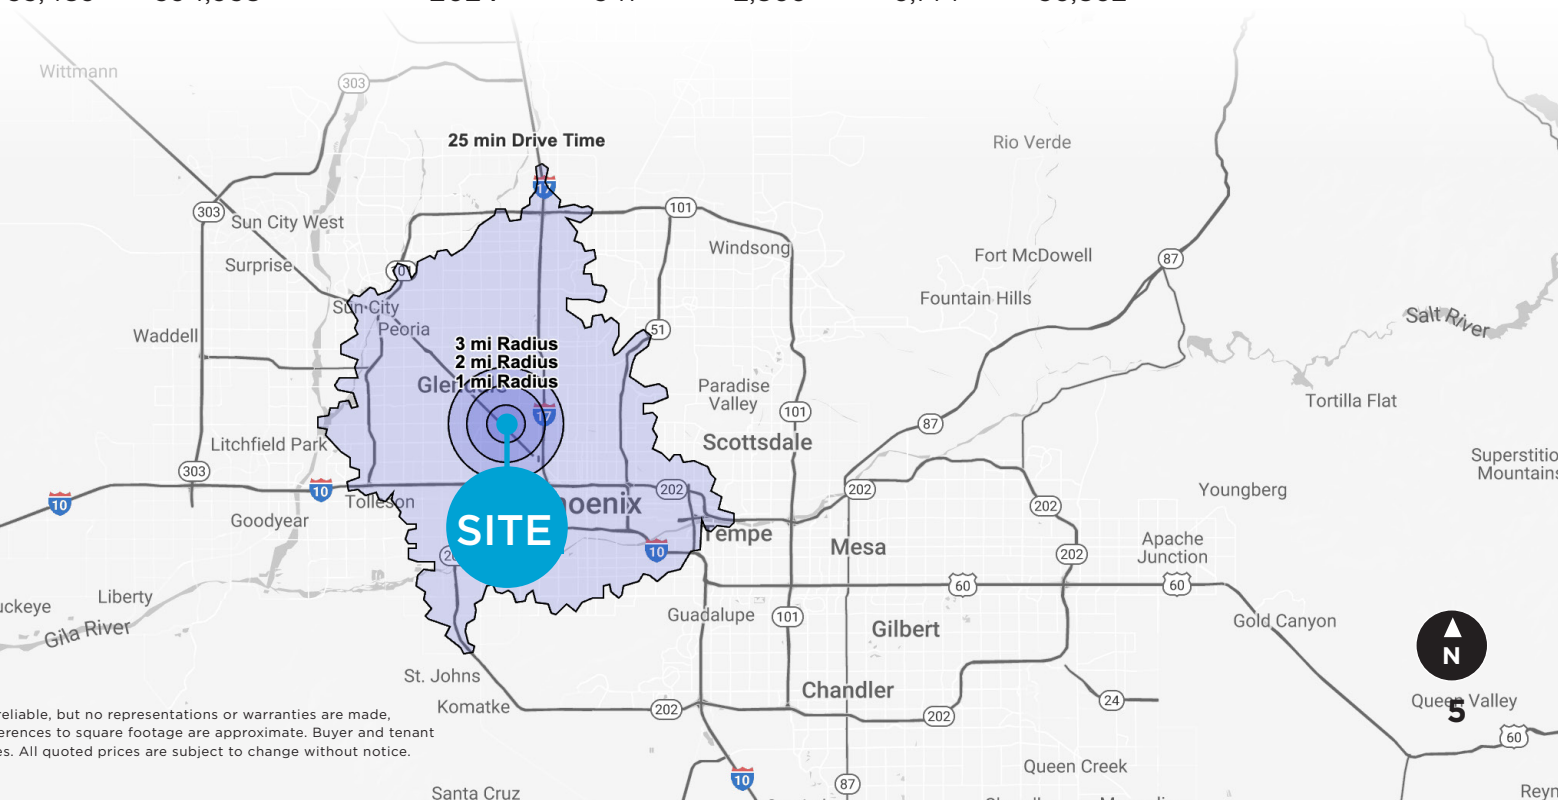 Wittmann
303
25 min Drive Time
Rio Verde
17
303
Sun City West
101
Windsong
Surprise
Fort McDowell
87
Fountain Hills
Sun City
Peoria
Waddell
51
Salt River
3 mi Radius
2 mi Radius
1 mi Radius
Paradise
Valley
Tortilla Flat
17
101
87
Litchfield Park
Scottsdale
303
Superstitio
Mountains
10
10
Tolleson
202
202
Youngberg
hoenix
202
Goodyear
SITE
Tempe
Mesa
10
202
Apache
Junction
60
60
Liberty
uckeye
Gila River
Guadalupe
101
Gilbert
Gold Canyon
N
St. Johns
Chandler
Komatke
202
202
24
Queen Valley
5
60
reliable, but no representations or warranties are made,
erences to square footage are approximate. Buyer and tenant
es. All quoted prices are subject to change without notice.
10
87
Queen Creek
Santa Cruz
Reyn